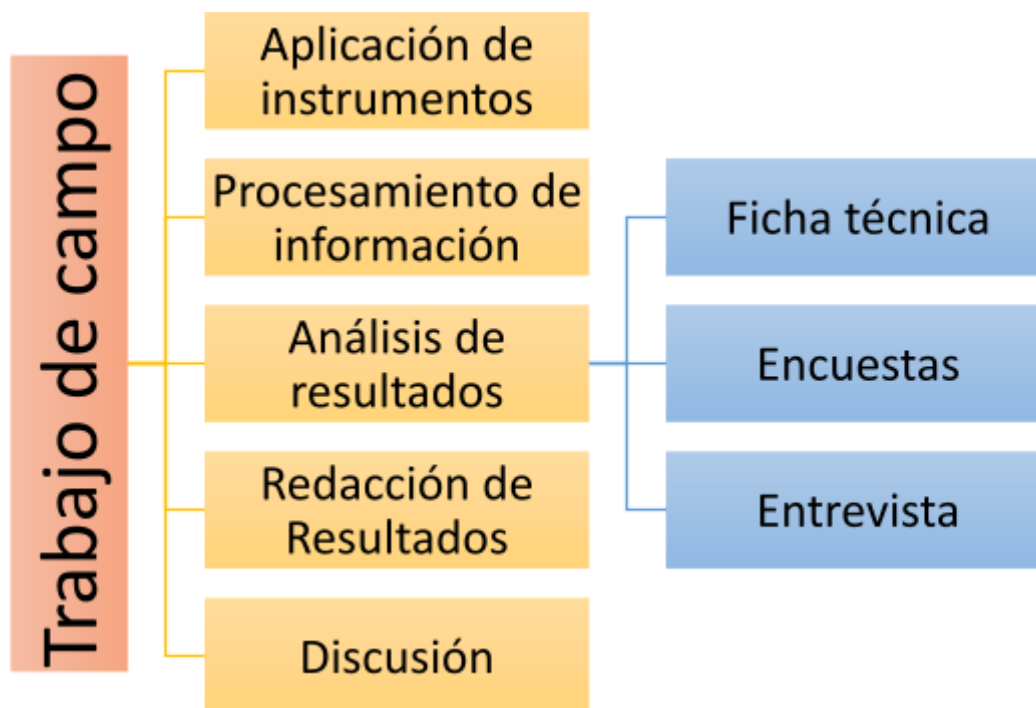 Trabajo de campo
Aplicación de
instrumentos
Procesamiento de
información
Análisis de
resultados
Redacción de
Resultados
Discusión
Ficha técnica
Encuestas
Entrevista